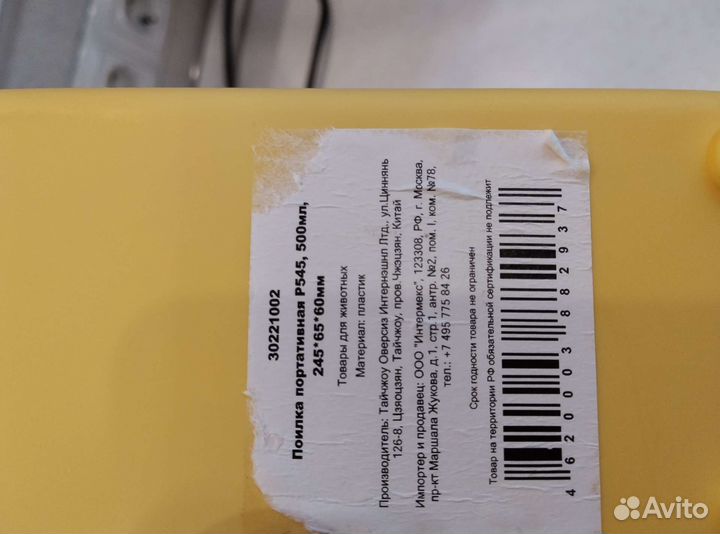 30221002
Поилка портативная P545, 500мл,
245*65*60мм
Товары для животных
Материал: пластик
Производитель: Тайчжоу Оверсиз Интернэшнл Лтд., ул.Циннянь
126-8, Цзяоцзян, Тайчжоу, пров.Чжэцзян, Китай
Импортер и продавец: ООО "Интермекс", 123308, РФ, г. Москва,
пр-кт Маршала Жукова, д.1, стр.1, антр. №2, пом. I, ком. №78,
тел.: +7 495 775 84 26
Срок годности товара не ограничен
Товар на территории РФ обязательной сертификации не подлежит
4620003882937
Avito